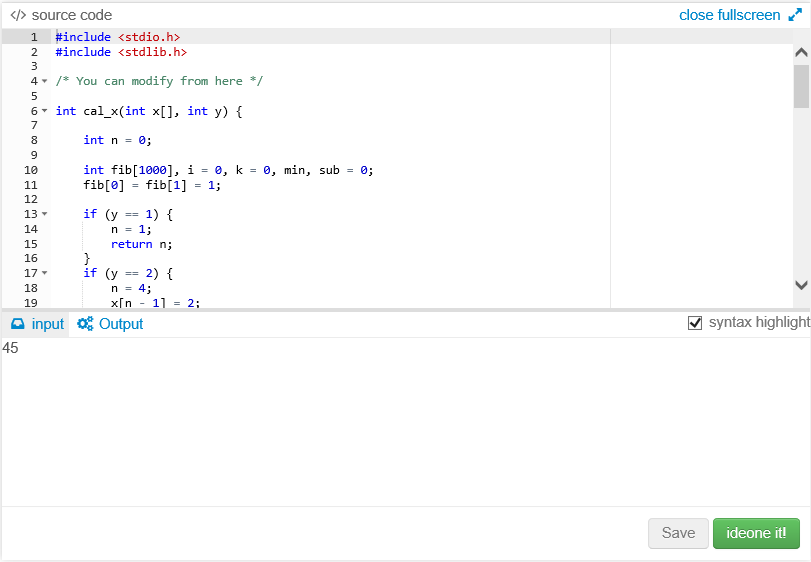 </> source code close fullscreen
1 #include <stdio.h>
2 #include <stdlib.h>
3
4 /* You can modify from here */
5
6 int cal_x(int x[], int y) {
7
8 int n = 0;
9
10 int fib[1000], i = 0, k = 0, min, sub = 0;
11 fib[0] = fib[1] = 1;
12
13 if (y == 1) {
14 n = 1;
15 return n;
16 }
17 if (y == 2) {
18 n = 4;
19 x[n - 1] = 2;
input Output syntax highlight
45
Save ideone it!